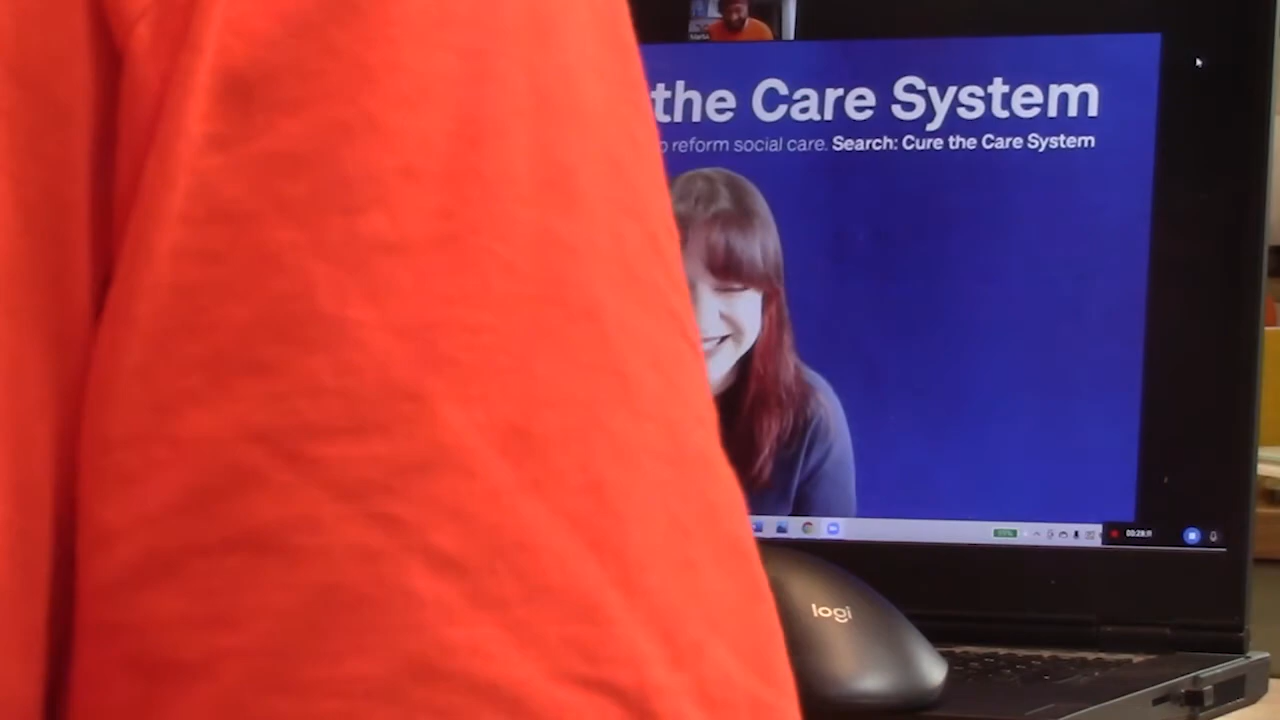 the Care System
reform social care. Search: Cure the Care System
logi